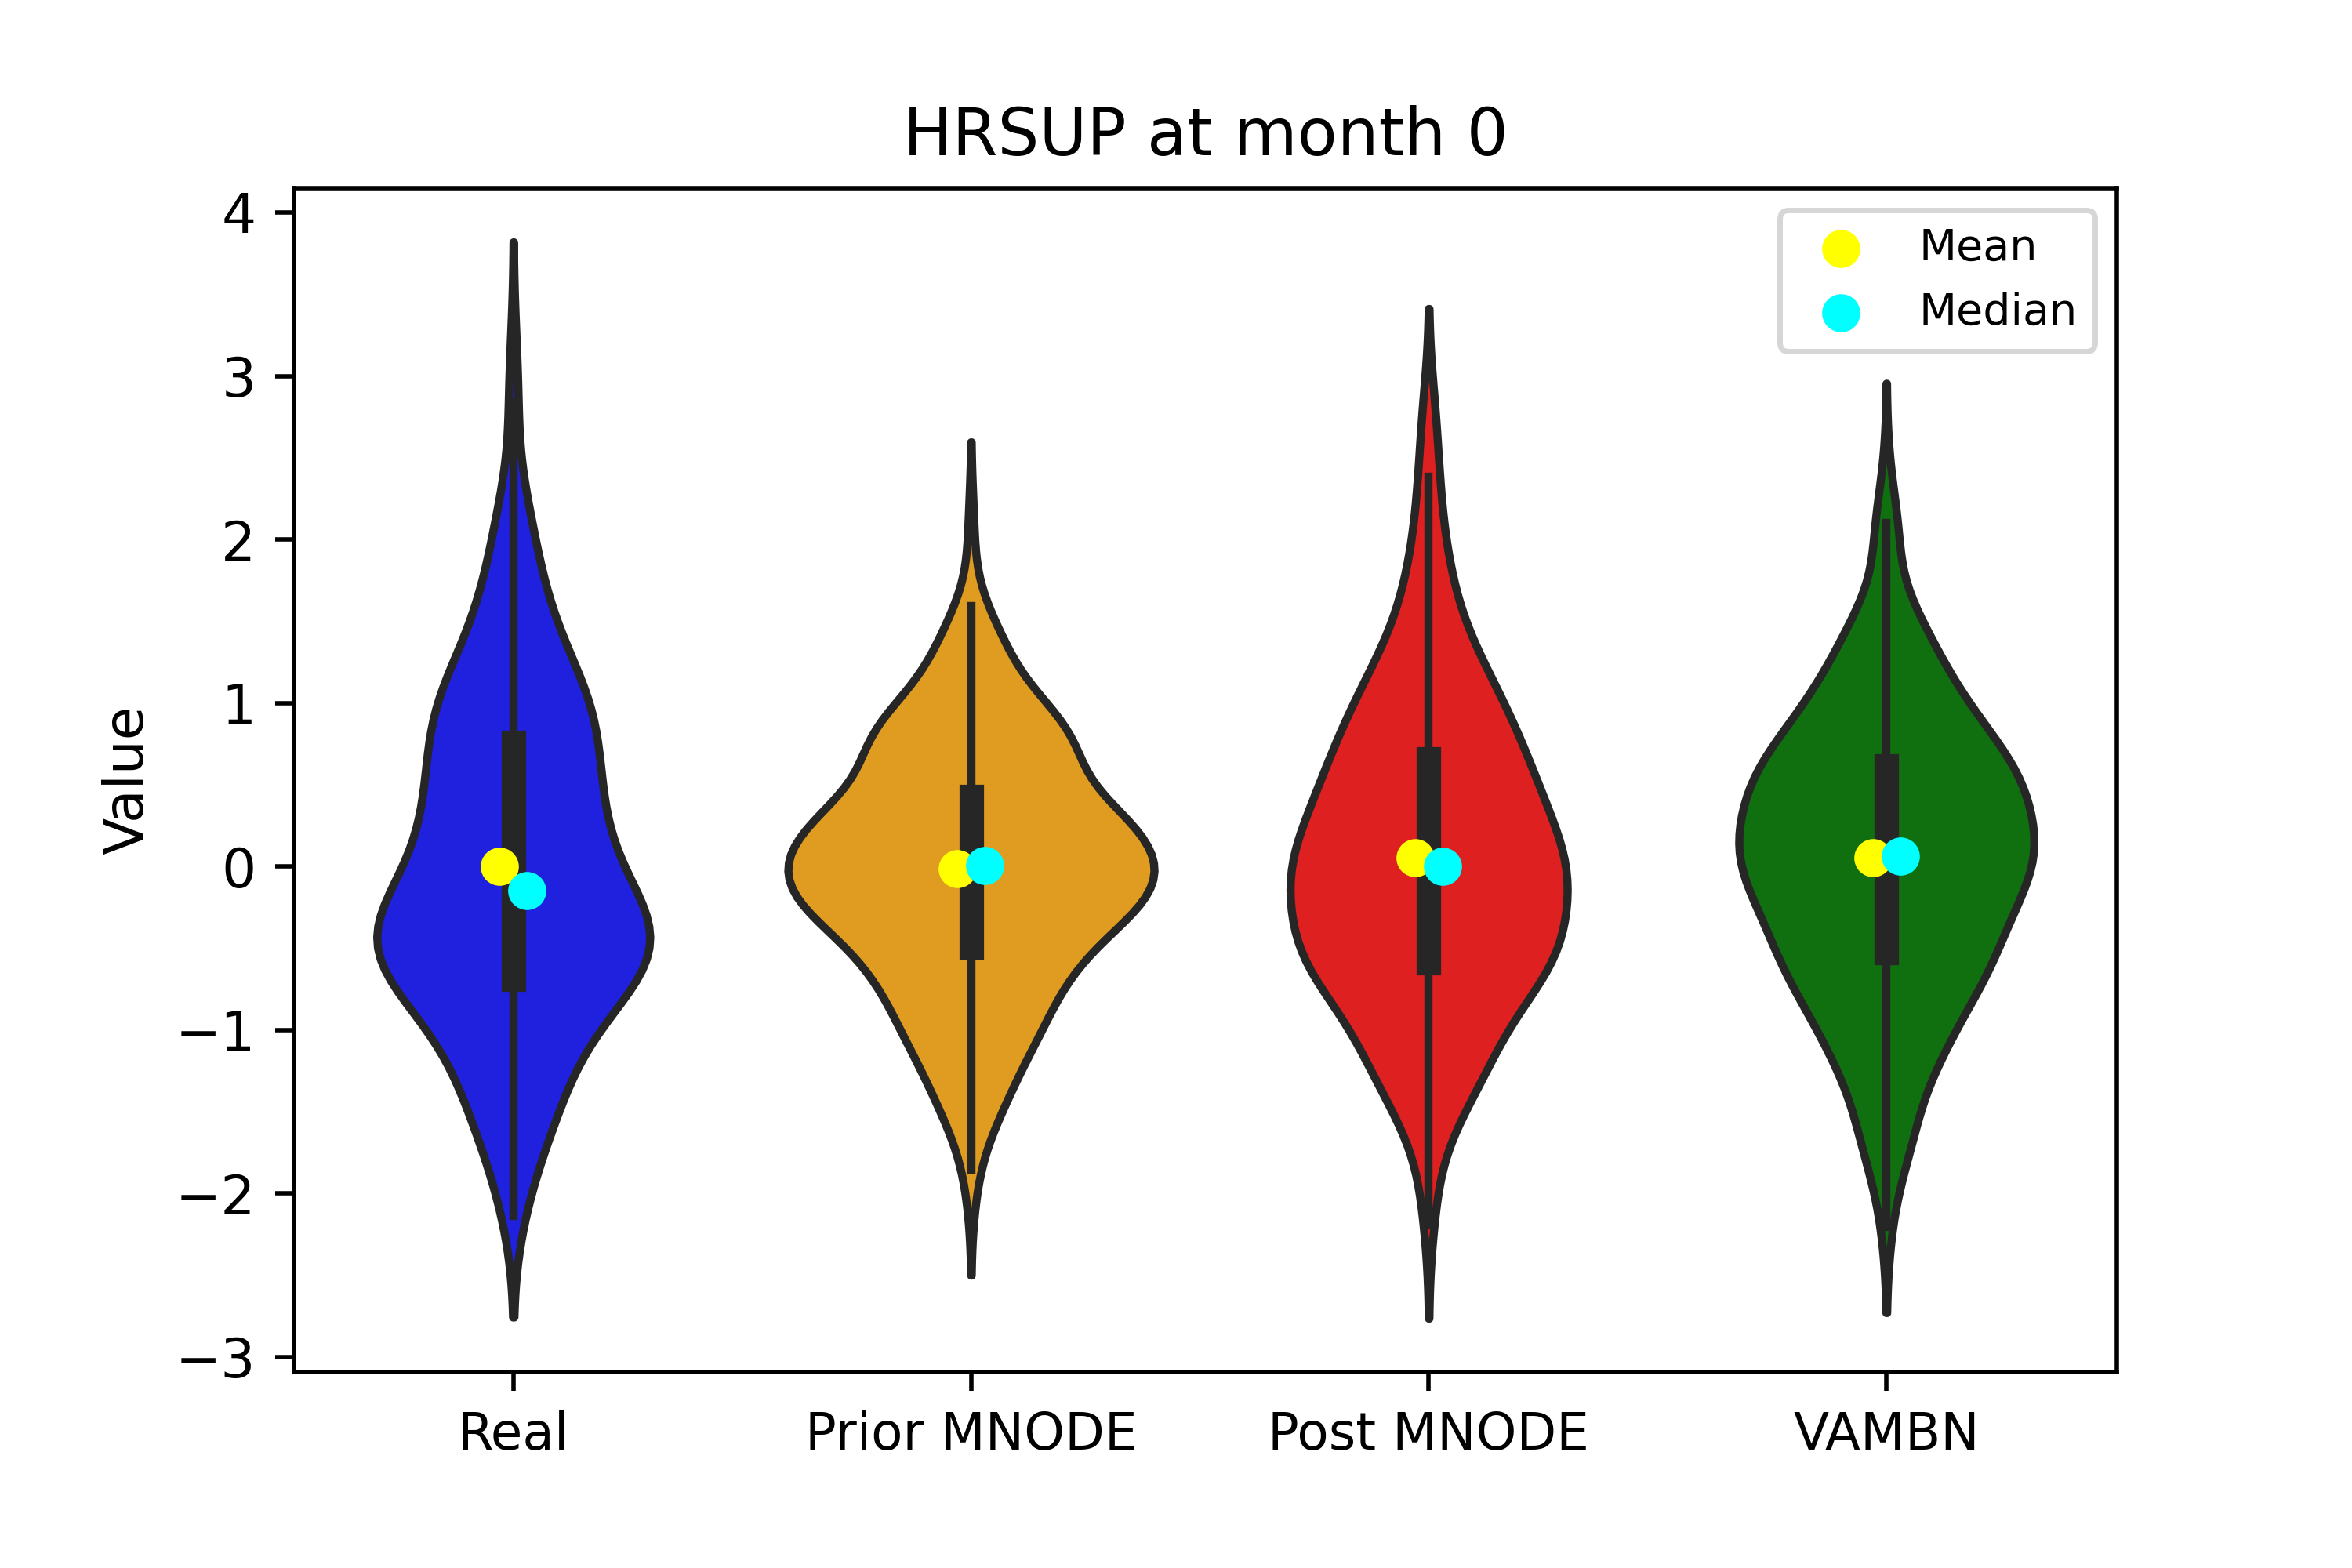 HRSUP at month 0
Mean
Median
Value
4
3
2
1
0
−1
−2
−3
Real
Prior MNODE
Post MNODE
VAMBN